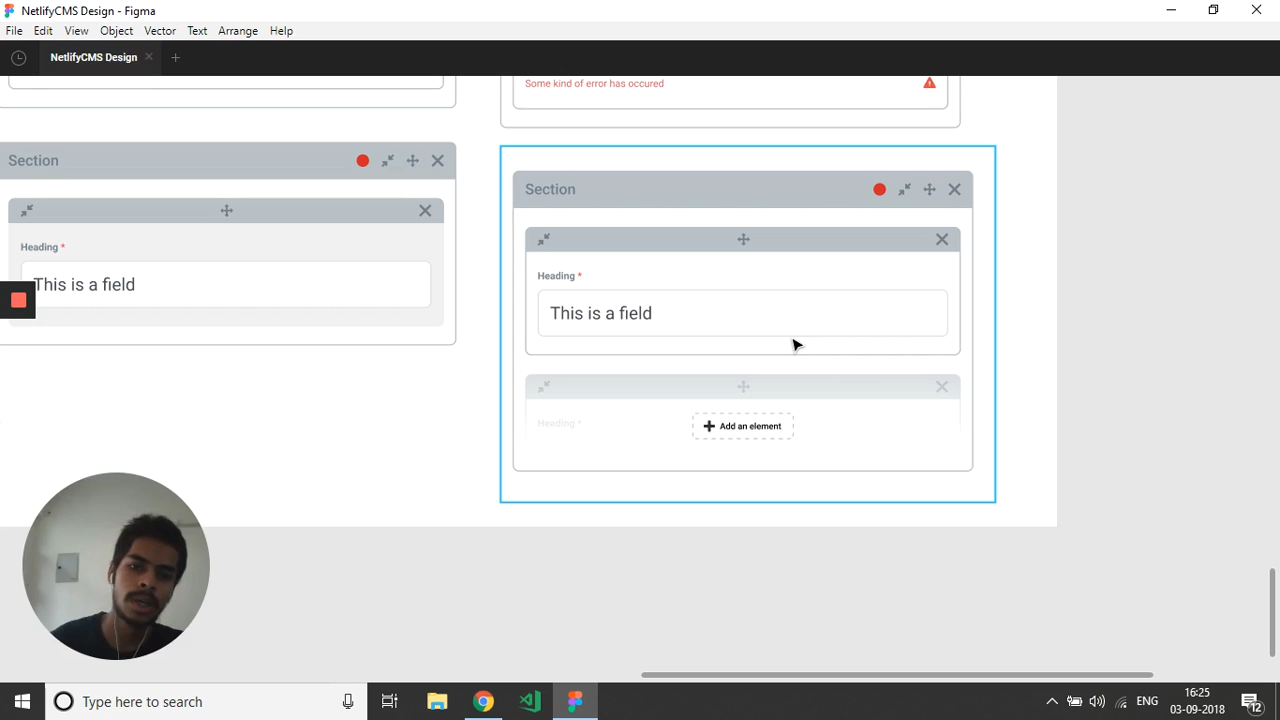 NetlifyCMS Design - Figma
File Edit View Object Vector Text Arrange Help
NetlifyCMS Design
Some kind of error has occured
Section
Heading *
This is a field
Section
Heading *
This is a field
Heading *
Add an element
Type here to search
ENG
16:25
03-09-2018
12